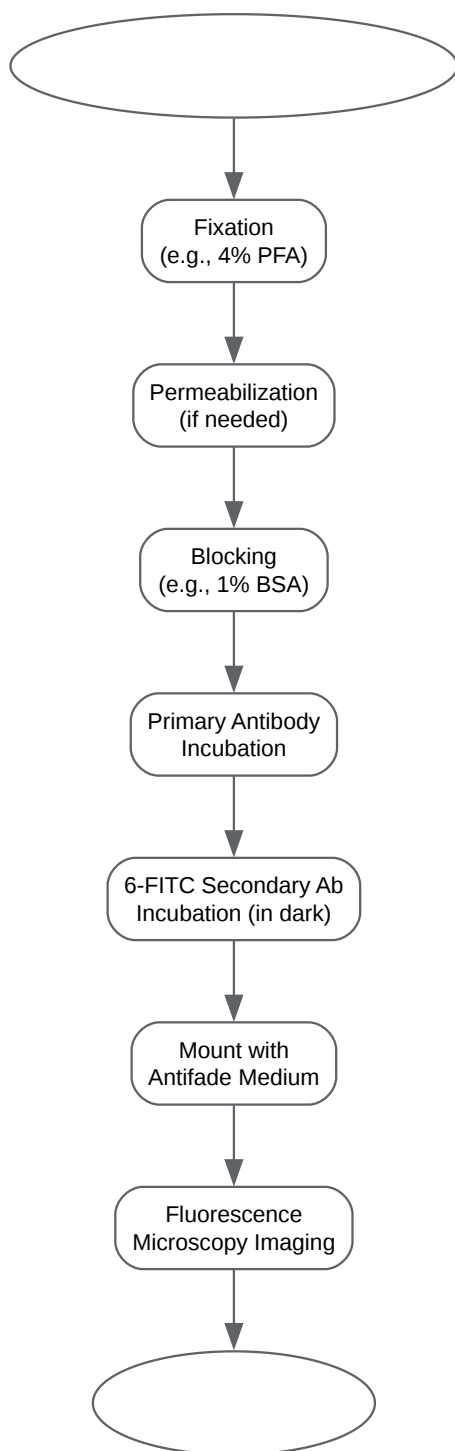 Fixation
(e.g., 4% PFA)
Permeabilization
(if needed)
Blocking
(e.g., 1% BSA)
Primary Antibody
Incubation
6-FITC Secondary Ab
Incubation (in dark)
Mount with
Antifade Medium
Fluorescence
Microscopy Imaging